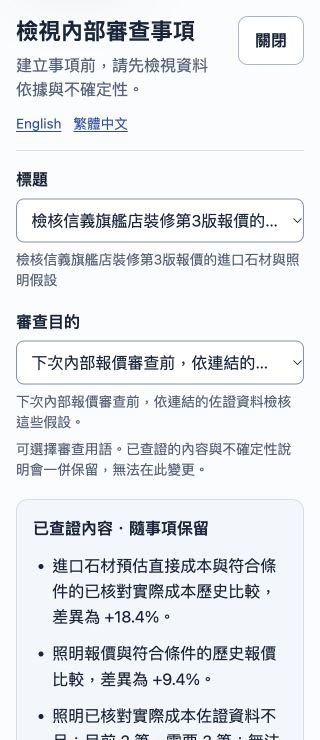 檢視內部審查事項
關閉
建立事項前，請先檢視資料
依據與不確定性。
English 繁體中文
標題
檢核信義旗艦店裝修第3版報價的...
檢核信義旗艦店裝修第3版報價的進口石材與照
明假設
審查目的
下次內部報價審查前，依連結的...
下次內部報價審查前，依連結的佐證資料檢核
這些假設。
可選擇審查用語。已查證的內容與不確定性說
明會一併保留，無法在此變更。
已查證內容 · 隨事項保留
• 進口石材預估直接成本與符合條
件的已核對實際成本歷史比較，
差異為 +18.4%。
• 照明報價與符合條件的歷史報價
比較，差異為 +9.4%。
• 照明已核對實際成本佐證資料不
足：目前 2 筆，需要 3 筆；無法